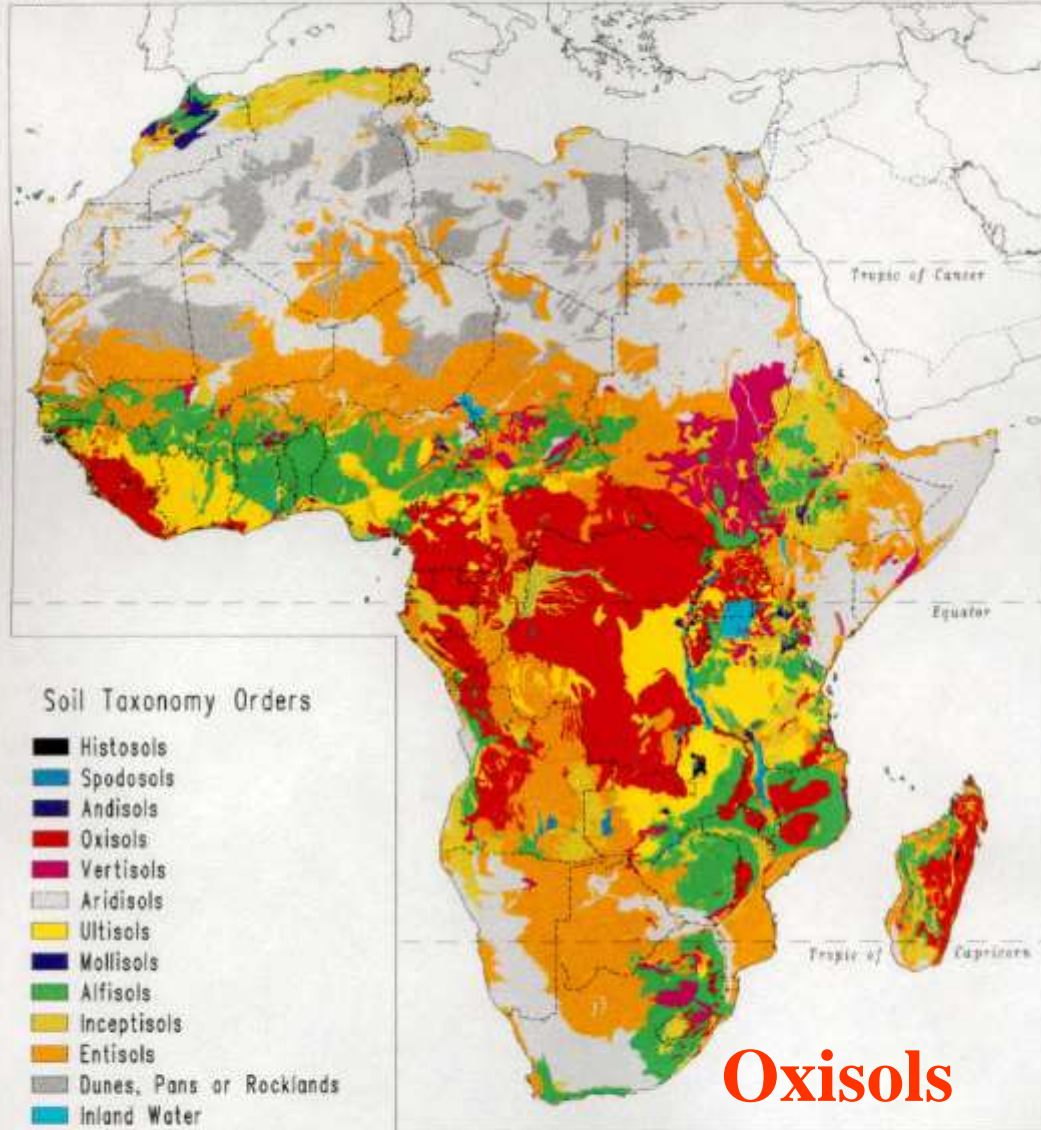 Tropic of Cancer
Equator
Soil Taxonomy Orders
Histosols
Spodosols
Andisols
Oxisols
Vertisols
Aridisols
Ultisols
Mollisols
Alfisols
Inceptisols
Entisols
Dunes, Pans or Rocklands
Inland Water
Tropic of Capricorn
Oxisols